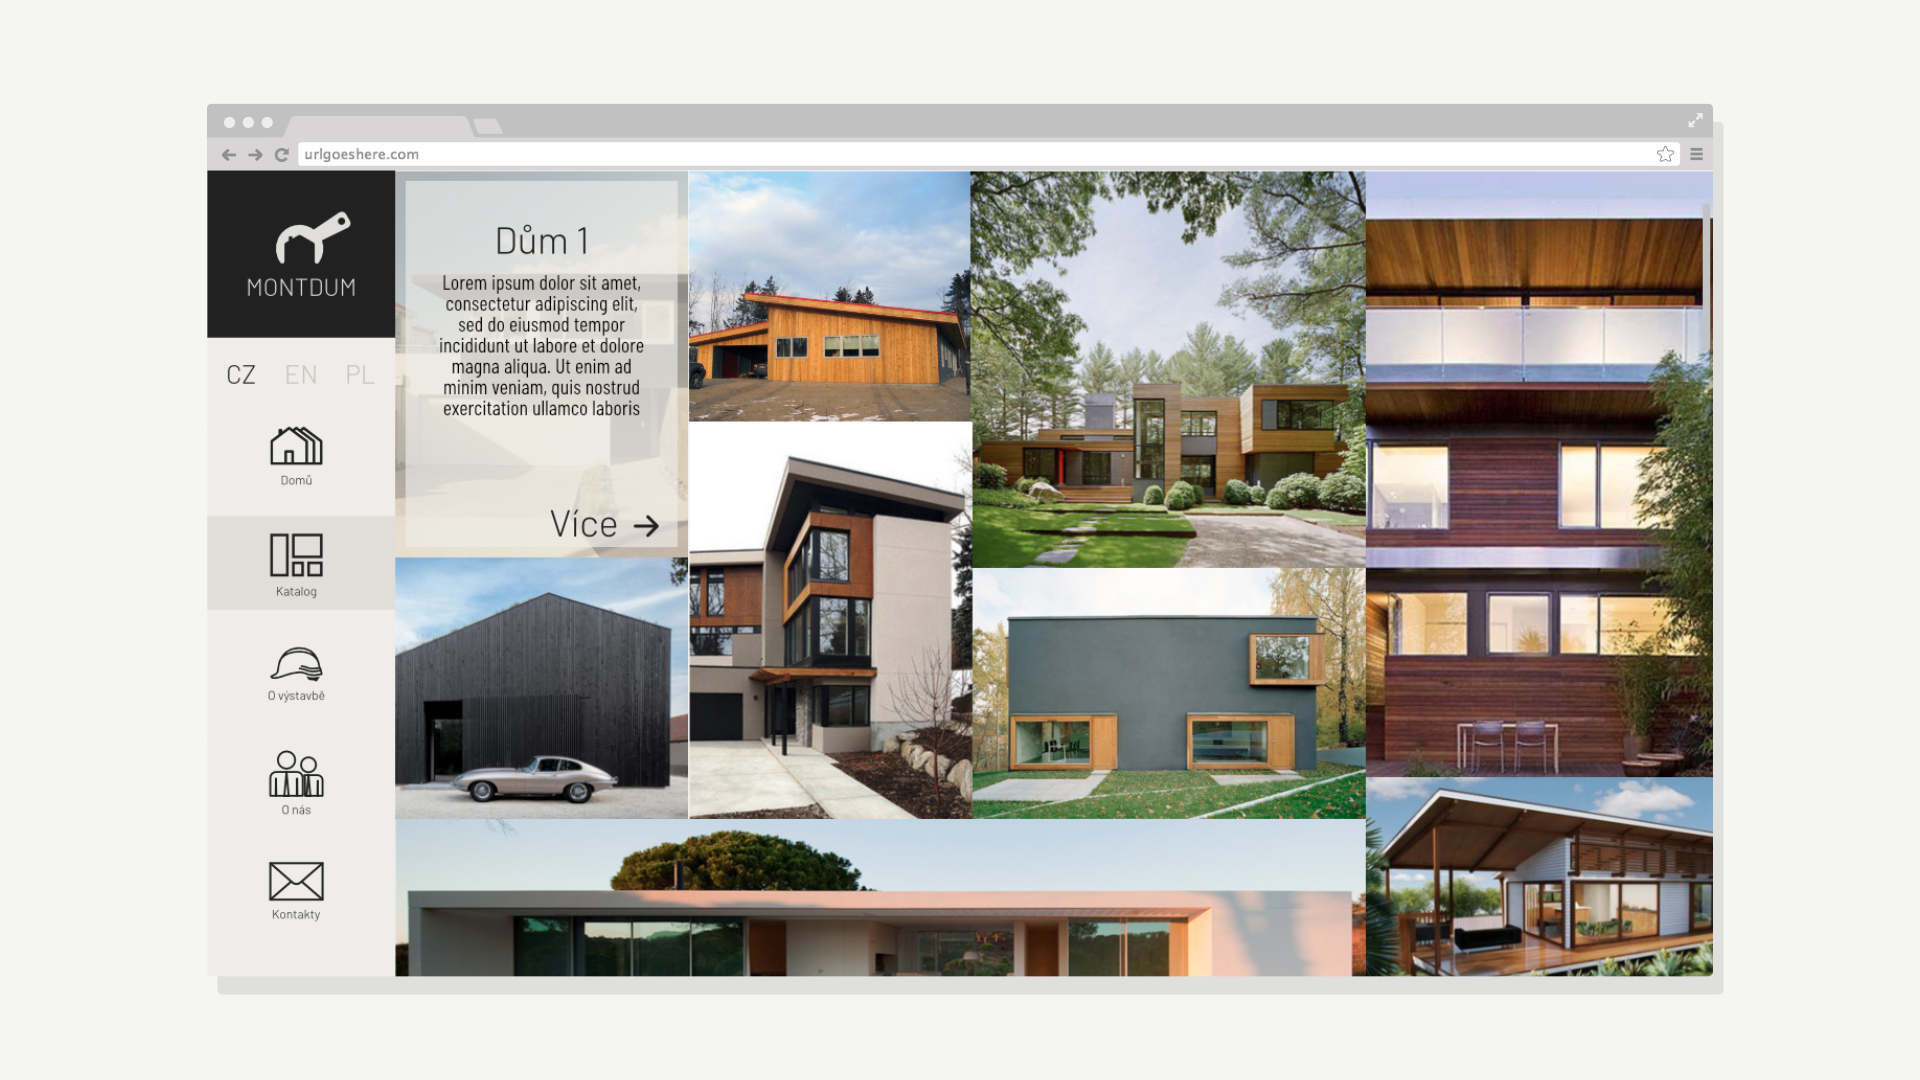 urlgoeshere.com
MONTDUM
CZ EN PL
Domů
Katalog
O výstavbě
O nás
Kontakty
Dům 1
Lorem ipsum dolor sit amet,
consectetur adipiscing elit,
sed do eiusmod tempor
incididunt ut labore et dolore
magna aliqua. Ut enim ad
minim veniam, quis nostrud
exercitation ullamco laboris
Více →